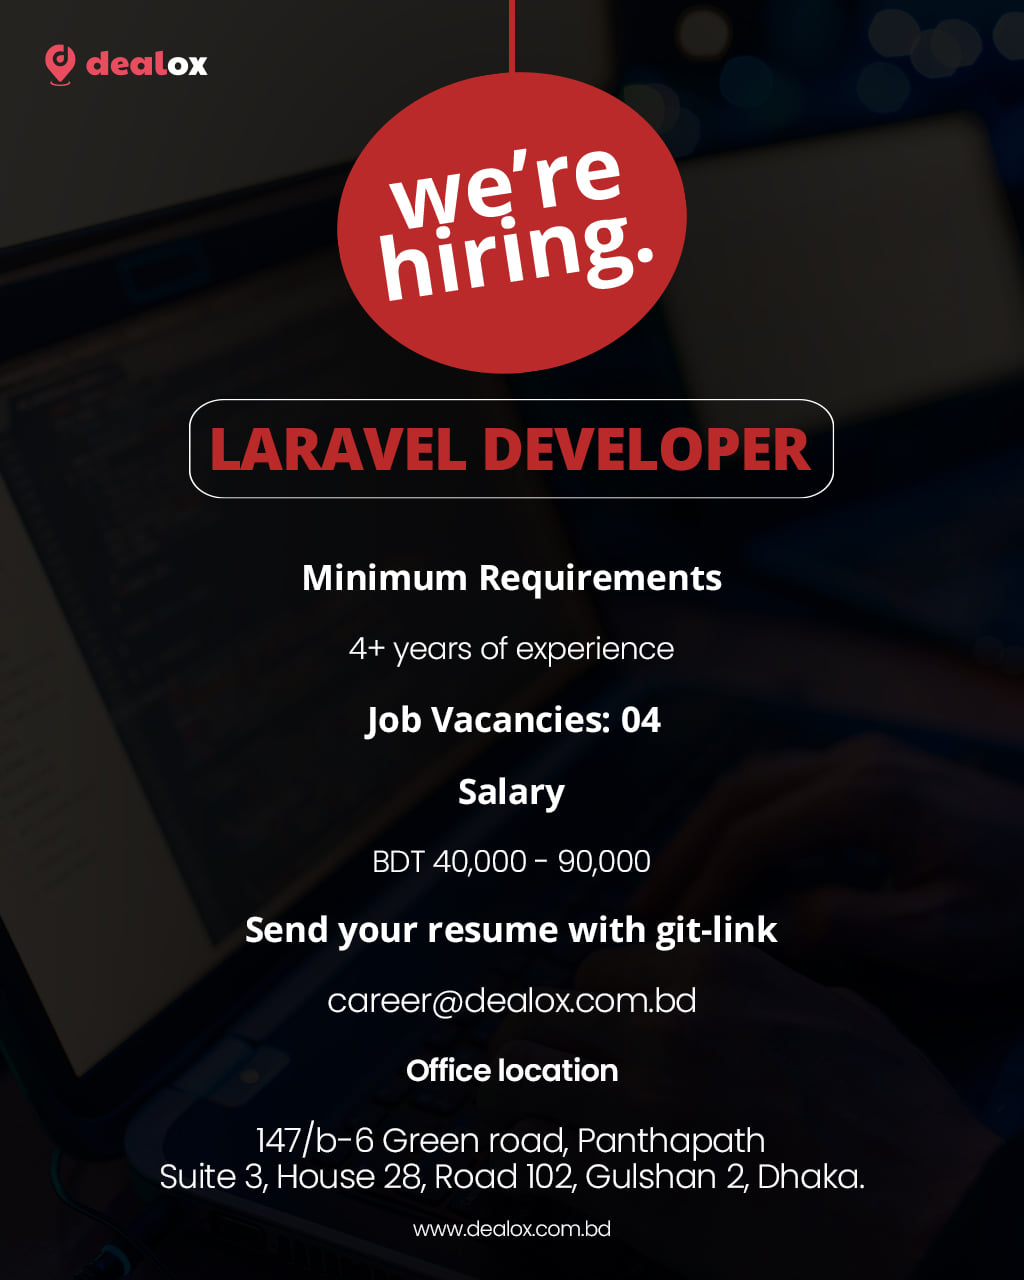 dealox
we're
hiring.
LARAVEL DEVELOPER
Minimum Requirements
4+ years of experience
Job Vacancies: 04
Salary
BDT 40,000 - 90,000
Send your resume with git-link
career@dealox.com.bd
Office location
147/b-6 Green road, Panthapath
Suite 3, House 28, Road 102, Gulshan 2, Dhaka.
www.dealox.com.bd